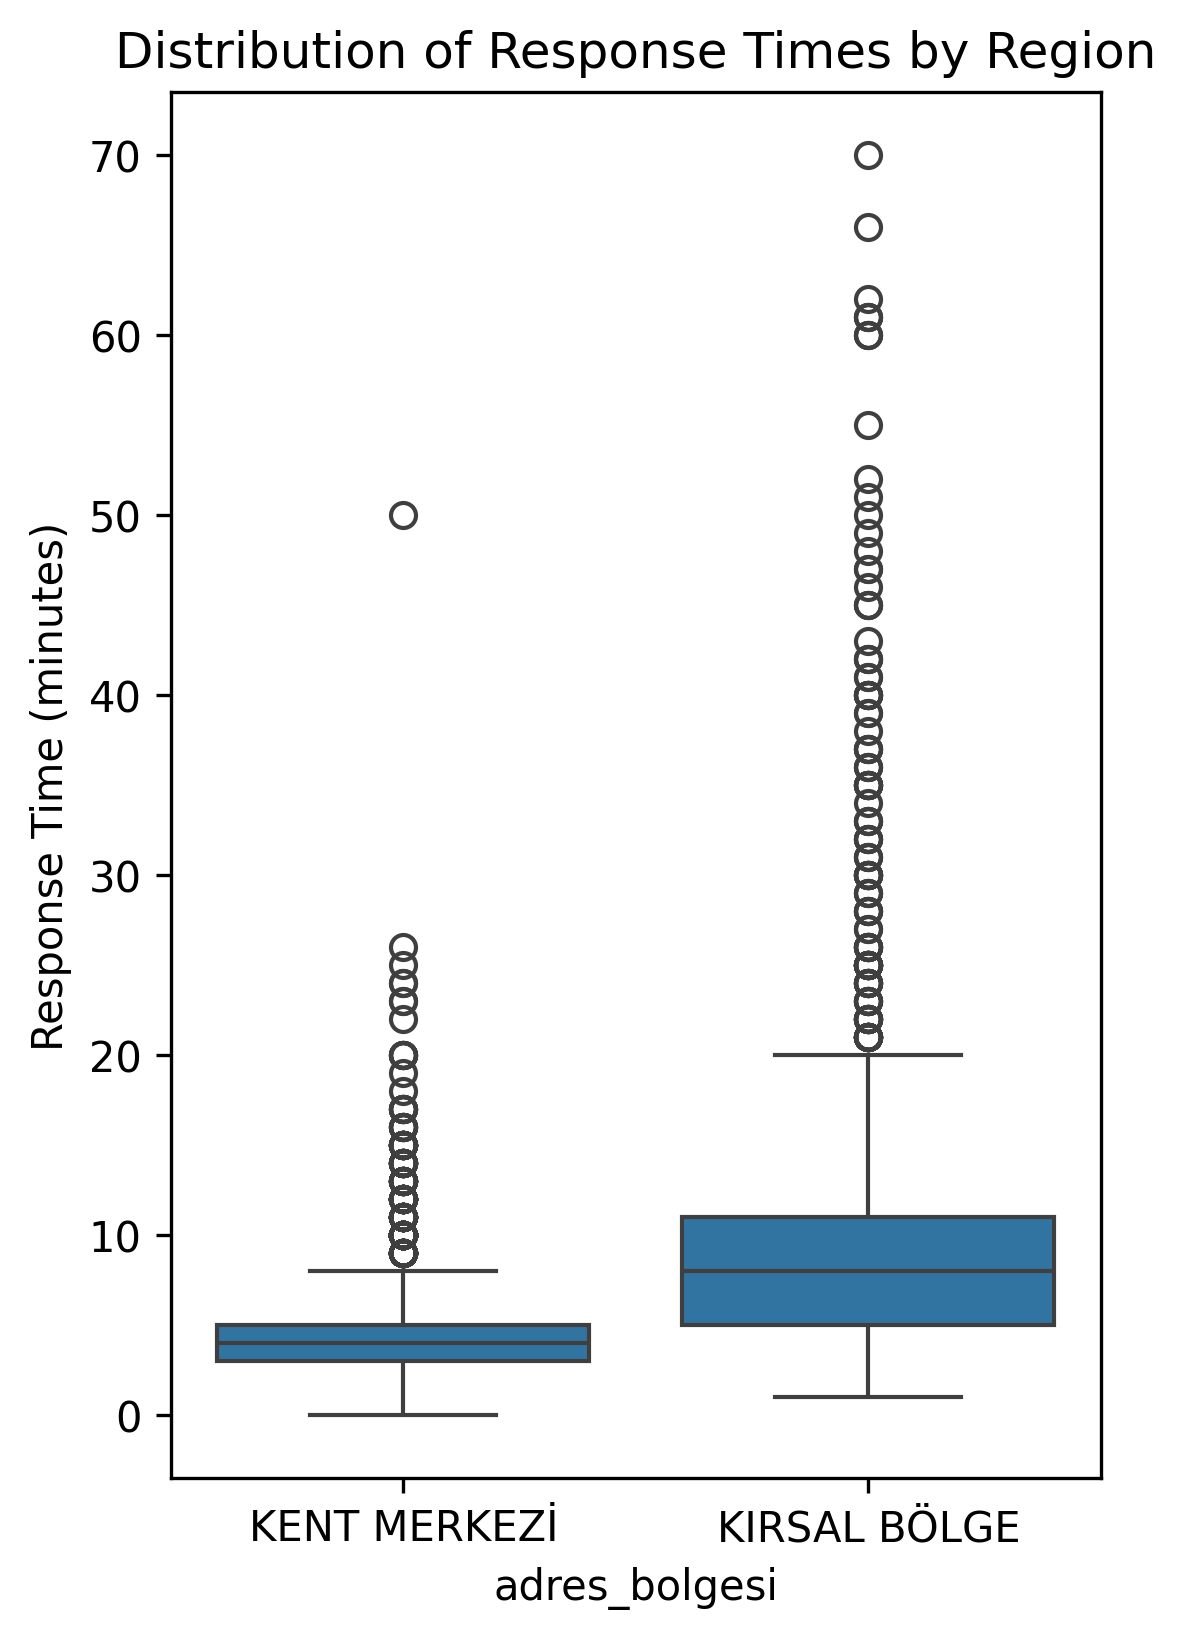 Distribution of Response Times by Region
Response Time (minutes)
70
60
50
40
30
20
10
0
KENT MERKEZİ
KIRSAL BÖLGE
adres_bolgesi